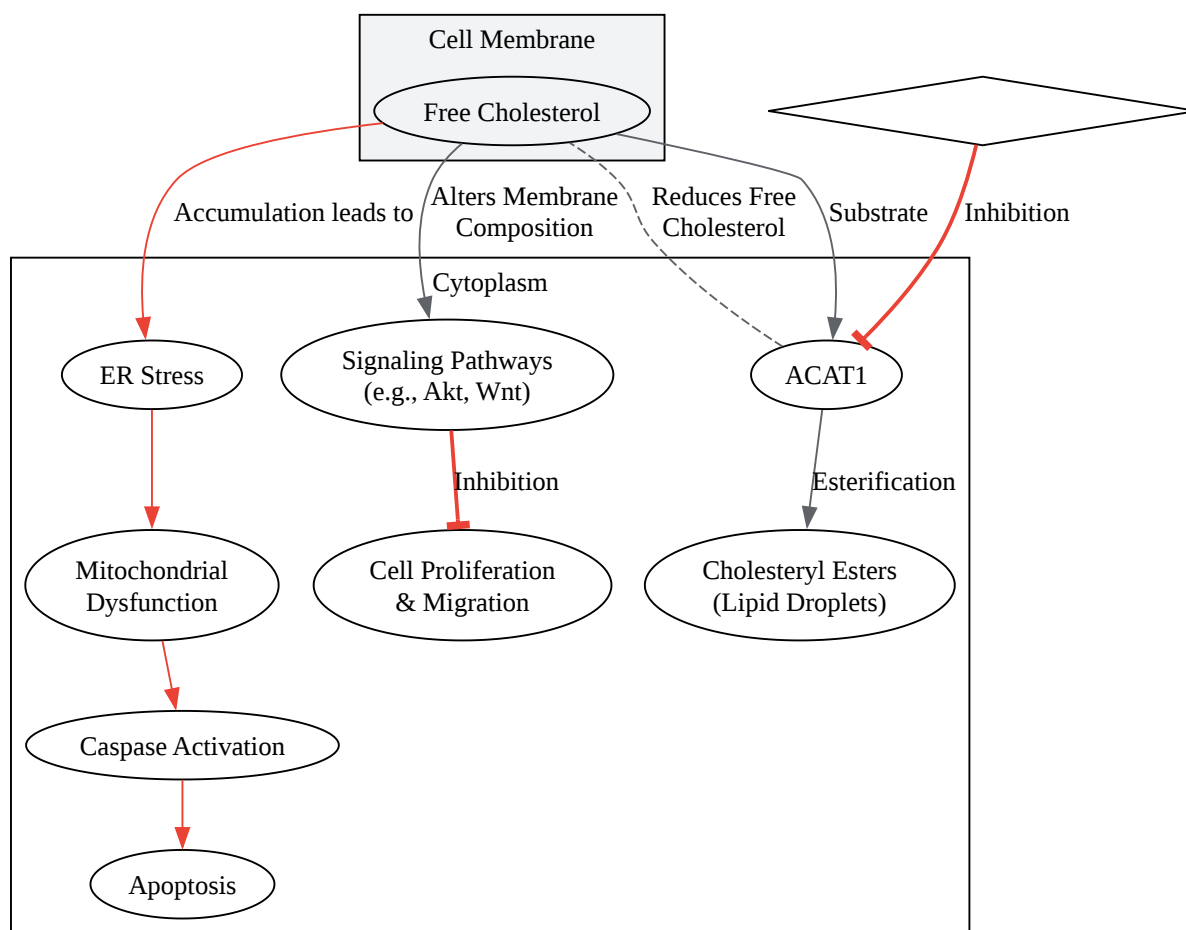 Cell Membrane
Free Cholesterol
Accumulation leads to
Alters Membrane
Composition
Reduces Free
Cholesterol
Substrate
Inhibition
Cytoplasm
ER Stress
Signaling Pathways
(e.g., Akt, Wnt)
ACAT1
Inhibition
Esterification
Mitochondrial
Dysfunction
Cell Proliferation
& Migration
Cholesteryl Esters
(Lipid Droplets)
Caspase Activation
Apoptosis